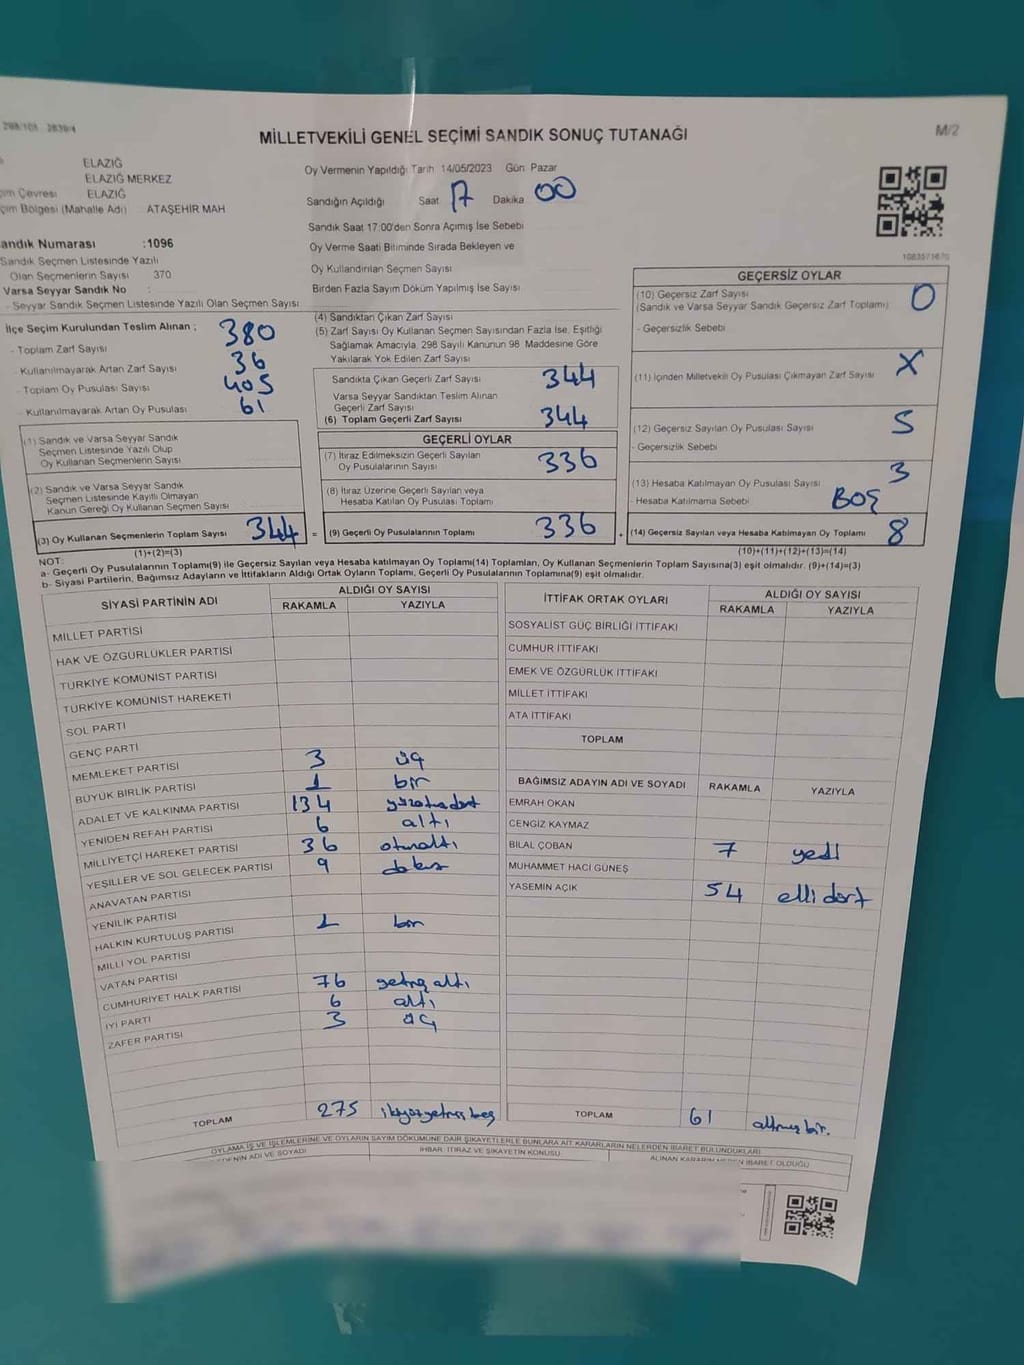 298/101 - 2839/4
MİLLETVEKİLİ GENEL SEÇİMİ SANDIK SONUÇ TUTANAĞI
M/2
ELAZIĞ
ELAZIĞ MERKEZ
çim Çevresi ELAZIĞ
çim Bölgesi (Mahalle Adı) ATAŞEHİR MAH
andık Numarası :1096
Sandık Seçmen Listesinde Yazılı
Olan Seçmenlerin Sayısı 370
Varsa Seyyar Sandık No :
- Seyyar Sandık Seçmen Listesinde Yazılı Olan Seçmen Sayısı
İlçe Seçim Kurulundan Teslim Alınan ;
- Toplam Zarf Sayısı 380
- Kullanılmayarak Artan Zarf Sayısı 36
- Toplam Oy Pusulası Sayısı 405
- Kullanılmayarak Artan Oy Pusulası 61
Oy Vermenin Yapıldığı Tarih 14/05/2023 Gün Pazar
Sandığın Açıldığı Saat 17 Dakika 00
Sandık Saat 17:00'den Sonra Açımış İse Sebebi
Oy Verme Saati Bitiminde Sırada Bekleyen ve
Oy Kullandırılan Seçmen Sayısı
Birden Fazla Sayım Döküm Yapılmış İse Sayısı
(4) Sandıktan Çıkan Zarf Sayısı
(5) Zarf Sayısı Oy Kullanan Seçmen Sayısından Fazla İse, Eşitliği
Sağlamak Amacıyla, 298 Sayılı Kanunun 98 Maddesine Göre
Yakılarak Yok Edilen Zarf Sayısı
Sandıkta Çıkan Geçerli Zarf Sayısı 344
Varsa Seyyar Sandıktan Teslim Alınan
Geçerli Zarf Sayısı
(6) Toplam Geçerli Zarf Sayısı 344
1083571670
GEÇERSİZ OYLAR
(10) Geçersiz Zarf Sayısı 0
(Sandık ve Varsa Seyyar Sandık Geçersiz Zarf Toplamı)
- Geçersizlik Sebebi
(11) İçinden Milletvekili Oy Pusulası Çıkmayan Zarf Sayısı X
(12) Geçersiz Sayılan Oy Pusulası Sayısı 5
- Geçersizlik Sebebi
(13) Hesaba Katılmayan Oy Pusulası Sayısı 3
- Hesaba Katılmama Sebebi BOŞ
(1) Sandık ve Varsa Seyyar Sandık
Seçmen Listesinde Yazılı Olup
Oy Kullanan Seçmenlerin Sayısı
(2) Sandık ve Varsa Seyyar Sandık
Seçmen Listesinde Kayıtlı Olmayan
Kanun Gereği Oy Kullanan Seçmen Sayısı
GEÇERLİ OYLAR
(7) İtiraz Edilmeksizin Geçerli Sayılan
Oy Pusulalarının Sayısı 336
(8) İtiraz Üzerine Geçerli Sayılan veya
Hesaba Katılan Oy Pusulası Toplamı
(3) Oy Kullanan Seçmenlerin Toplam Sayısı 344 = (9) Geçerli Oy Pusulalarının Toplamı 336 + (14) Geçersiz Sayılan veya Hesaba Katılmayan Oy Toplamı 8
(1)+(2)=(3) (10)+(11)+(12)+(13)=(14)
NOT:
a- Geçerli Oy Pusulalarının Toplamı(9) ile Geçersiz Sayılan veya Hesaba katılmayan Oy Toplamı(14) Toplamları, Oy Kullanan Seçmenlerin Toplam Sayısına(3) eşit olmalıdır. (9)+(14)=(3)
b- Siyasi Partilerin, Bağımsız Adayların ve İttifakların Aldığı Ortak Oyların Toplamı, Geçerli Oy Pusulalarının Toplamına(9) eşit olmalıdır.
SİYASİ PARTİNİN ADI ALDIĞI OY SAYISI
RAKAMLA YAZIYLA
MİLLET PARTİSİ
HAK VE ÖZGÜRLÜKLER PARTİSİ
TÜRKİYE KOMÜNİST PARTİSİ
TÜRKİYE KOMÜNİST HAREKETİ
SOL PARTİ
GENÇ PARTİ
MEMLEKET PARTİSİ 3 üç
BÜYÜK BİRLİK PARTİSİ 1 bir
ADALET VE KALKINMA PARTİSİ 134 yüzotuzdört
YENİDEN REFAH PARTİSİ 6 altı
MİLLİYETÇİ HAREKET PARTİSİ 36 otuzaltı
YEŞİLLER VE SOL GELECEK PARTİSİ 9 dokuz
ANAVATAN PARTİSİ
YENİLİK PARTİSİ
HALKIN KURTULUŞ PARTİSİ 1 bir
MİLLİ YOL PARTİSİ
VATAN PARTİSİ
CUMHURİYET HALK PARTİSİ 76 yetmiş altı
İYİ PARTİ 6 altı
ZAFER PARTİSİ 3 üç
TOPLAM 275 ikiyüzyetmiş beş
İTTİFAK ORTAK OYLARI ALDIĞI OY SAYISI
RAKAMLA YAZIYLA
SOSYALİST GÜÇ BİRLİĞİ İTTİFAKI
CUMHUR İTTİFAKI
EMEK VE ÖZGÜRLÜK İTTİFAKI
MİLLET İTTİFAKI
ATA İTTİFAKI
TOPLAM
BAĞIMSIZ ADAYIN ADI VE SOYADI RAKAMLA YAZIYLA
EMRAH OKAN
CENGİZ KAYMAZ
BİLAL ÇOBAN 7 yedi
MUHAMMET HACI GÜNEŞ
YASEMİN AÇIK 54 elli dört
TOPLAM 61 altmış bir.
OYLAMA İŞ VE İŞLEMLERİNE VE OYLARIN SAYIM DÖKÜMÜNE DAİR ŞİKAYETLERLE BUNLARA AİT KARARLARIN NELERDEN İBARET BULUNDUKLARI
EDENİN ADI VE SOYADI İHBAR, İTİRAZ VE ŞİKAYETİN KONUSU ALINAN KARARIN NEDEN İBARET OLDUĞU